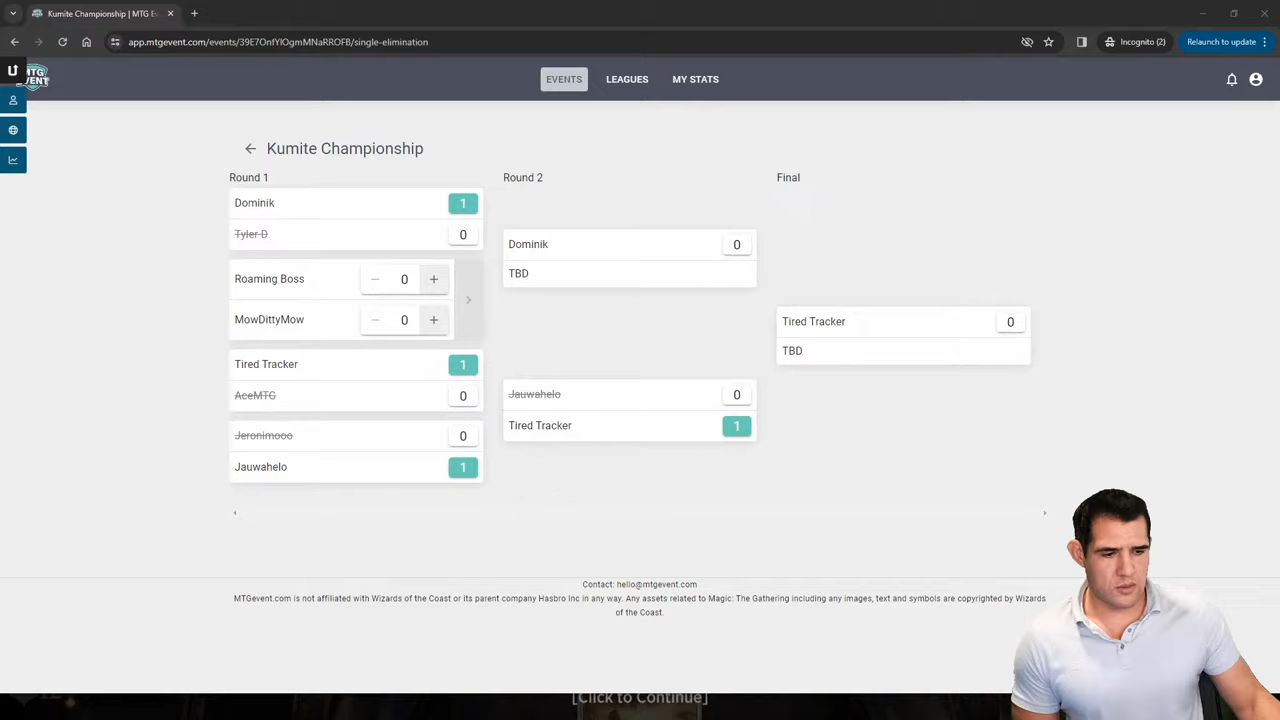 Kumite Championship | MTG E
app.mtgevent.com/events/39E7OnfYlOgmMNaRROFB/single-elimination
Incognito (2)
Relaunch to update
MTG
EVENT
EVENTS
LEAGUES
MY STATS
Kumite Championship
Round 1
Round 2
Final
Dominik
1
Tyler D
0
Roaming Boss
− 0 +
MowDittyMow
− 0 +
Tired Tracker
1
AceMTG
0
Jeronimooo
0
Jauwahelo
1
Dominik
0
TBD
Jauwahelo
0
Tired Tracker
1
Tired Tracker
0
TBD
Contact: hello@mtgevent.com
MTGevent.com is not affiliated with Wizards of the Coast or its parent company Hasbro Inc in any way. Any assets related to Magic: The Gathering including any images, text and symbols are copyrighted by Wizards
of the Coast.
[Click to Continue]